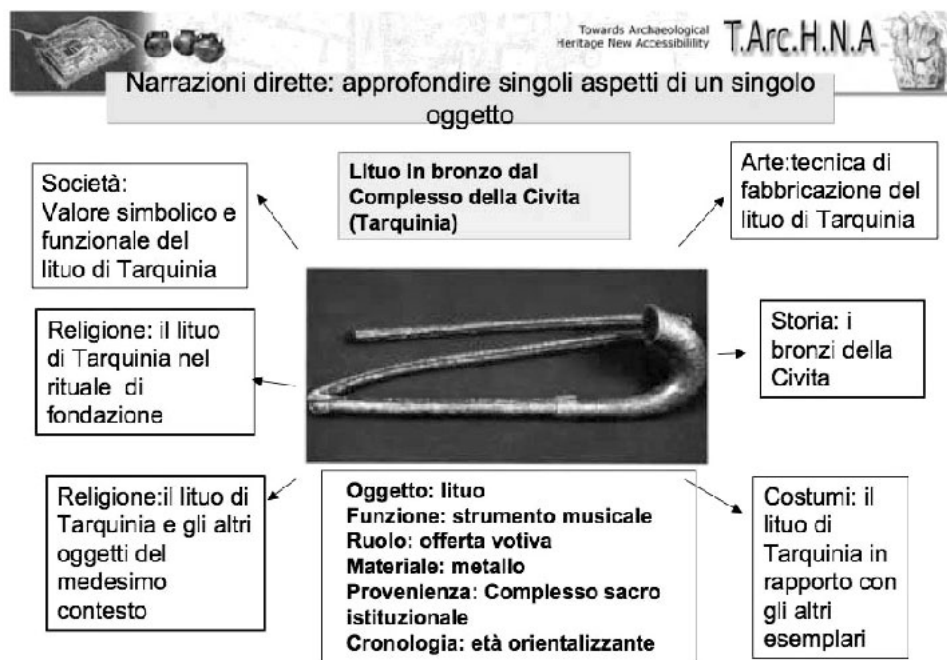 Towards Archaeological
Heritage New Accessibility
T.Arc.H.N.A
Narrazioni dirette: approfondire singoli aspetti di un singolo
oggetto
Società:
Valore simbolico e
funzionale del
lituo di Tarquinia
Lituo in bronzo dal
Complesso della Civita
(Tarquinia)
Arte:tecnica di
fabbricazione del
lituo di Tarquinia
Religione: il lituo
di Tarquinia nel
rituale di
fondazione
Storia: i
bronzi della
Civita
Religione:il lituo di
Tarquinia e gli altri
oggetti del
medesimo
contesto
Oggetto: lituo
Funzione: strumento musicale
Ruolo: offerta votiva
Materiale: metallo
Provenienza: Complesso sacro
istituzionale
Cronologia: età orientalizzante
Costumi: il
lituo di
Tarquinia in
rapporto con
gli altri
esemplari